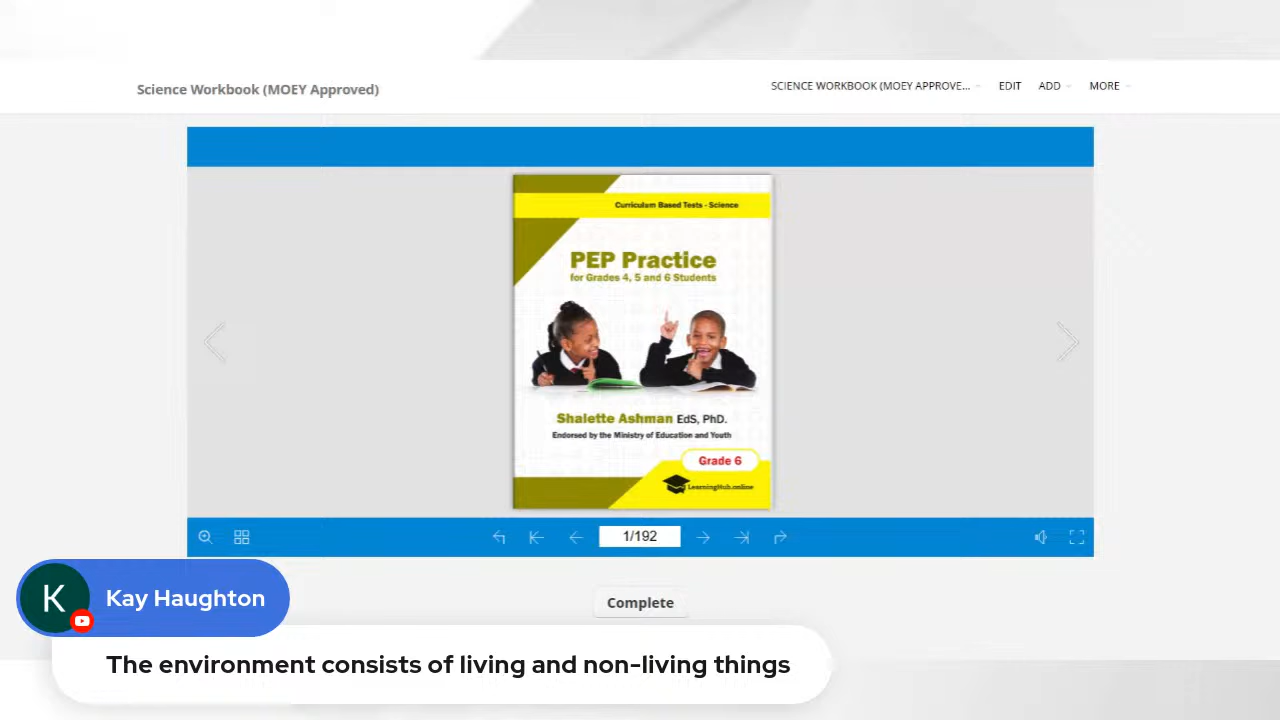 Science Workbook (MOEY Approved)
SCIENCE WORKBOOK (MOEY APPROVE...
EDIT
ADD
MORE
Curriculum Based Tests - Science
PEP Practice
for Grades 4, 5 and 6 Students
Shalette Ashman EdS, PhD.
Endorsed by the Ministry of Education and Youth
Grade 6
LearningHub.online
1/192
Complete
K
Kay Haughton
The environment consists of living and non-living things